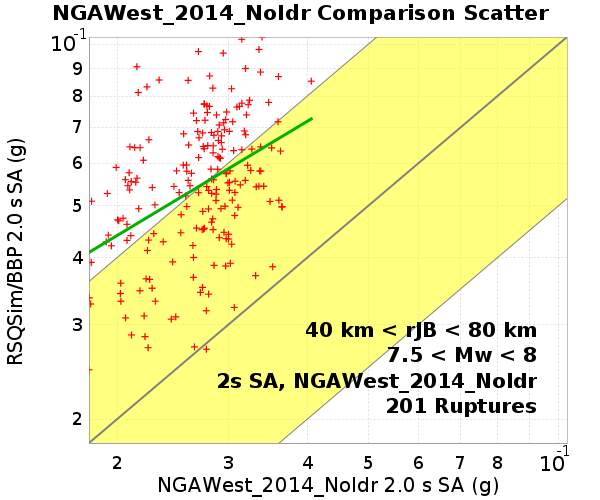 NGAWest_2014_NoIdr Comparison Scatter
RSQSim/BBP 2.0 s SA (g)
10^-1
9
8
7
6
5
4
3
2
40 km < rJB < 80 km
7.5 < Mw < 8
2s SA, NGAWest_2014_NoIdr
201 Ruptures
2 3 4 5 6 7 8 10^-1
NGAWest_2014_NoIdr 2.0 s SA (g)